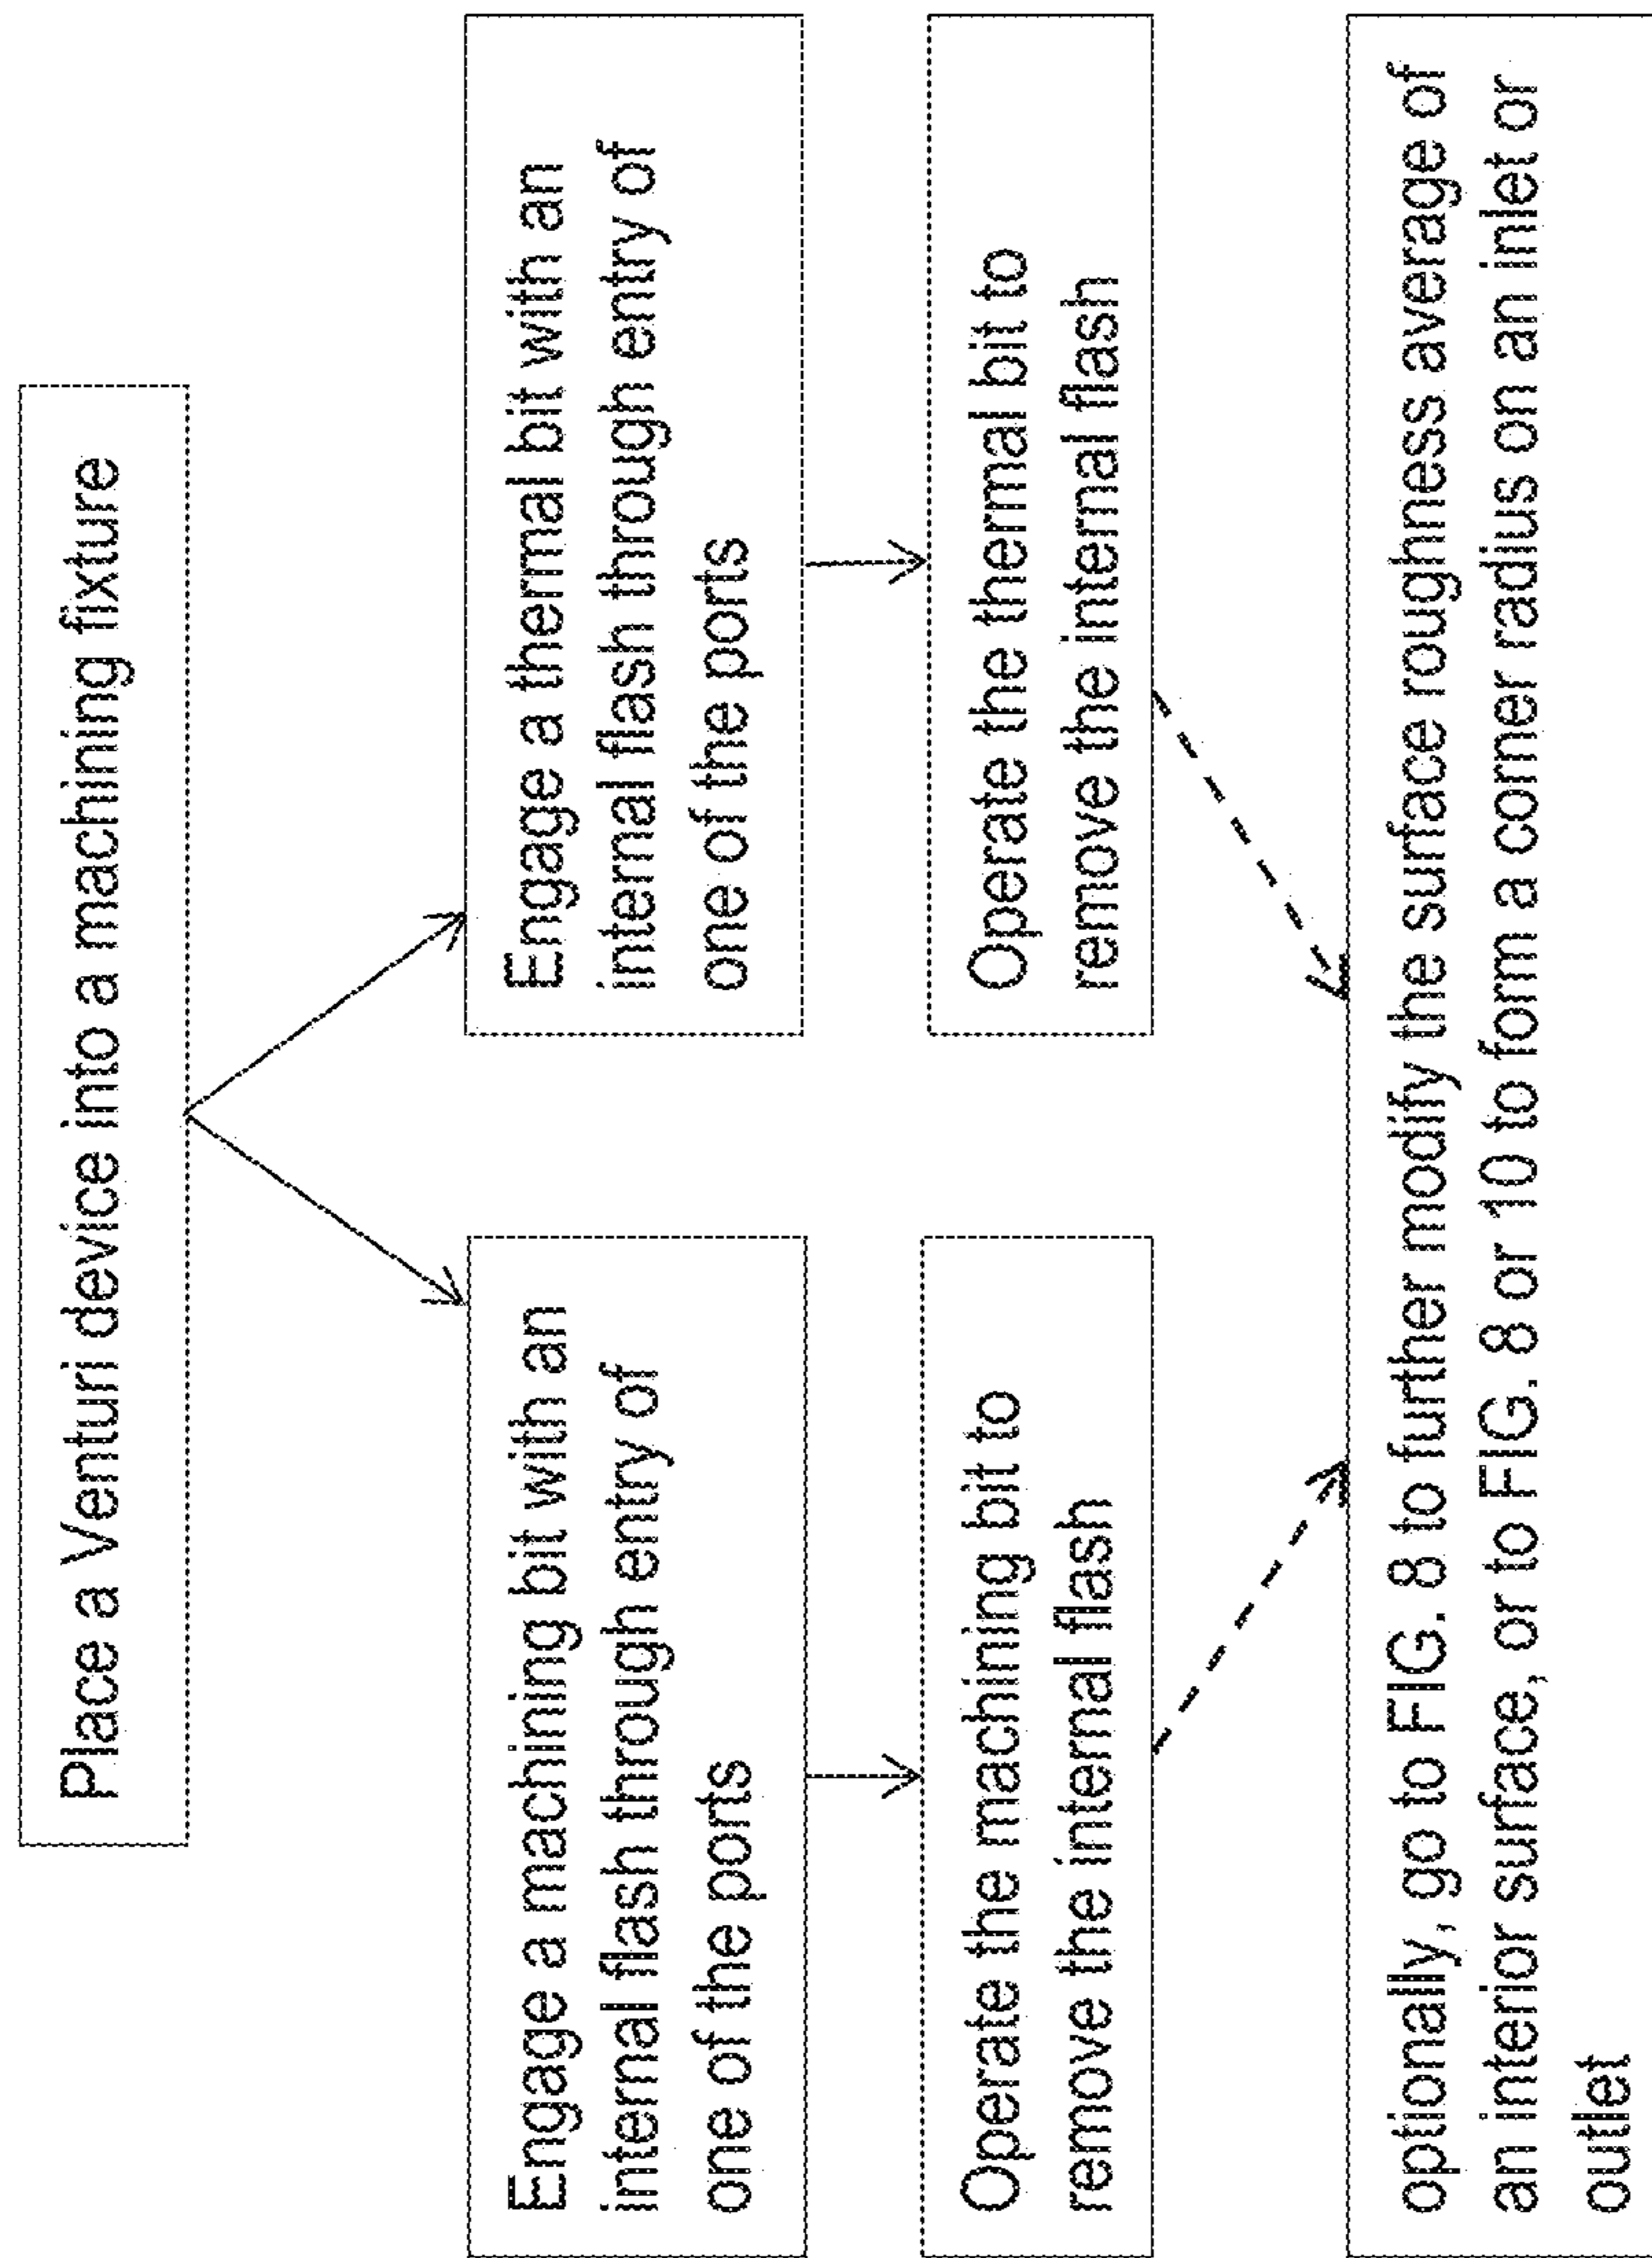 Place a Venturi device into a machining fixture
Engage a machining bit with an
internal flash through entry of
one of the ports
Engage a thermal bit with an
internal flash through entry of
one of the ports
Operate the machining bit to
remove the internal flash
Operate the thermal bit to
remove the internal flash
optionally, go to FIG. 8 to further modify the surface roughness average of
an interior surface, or to FIG. 8 or 10 to form a corner radius on an inlet or
outlet